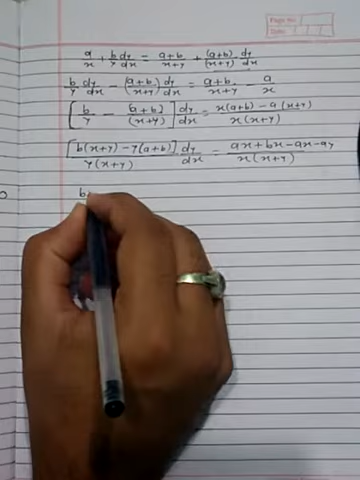 a/x + b/y dy/dx = a+b/x+y + (a+b)/(x+y) dy/dx
b/y dy/dx - (a+b)/(x+y) dy/dx = a+b/x+y - a/x
[b/y - (a+b)/(x+y)] dy/dx = x(a+b) - a(x+y)/x(x+y)
[b(x+y) - y(a+b)/y(x+y)] dy/dx = ax+bx-ax-ay/x(x+y)